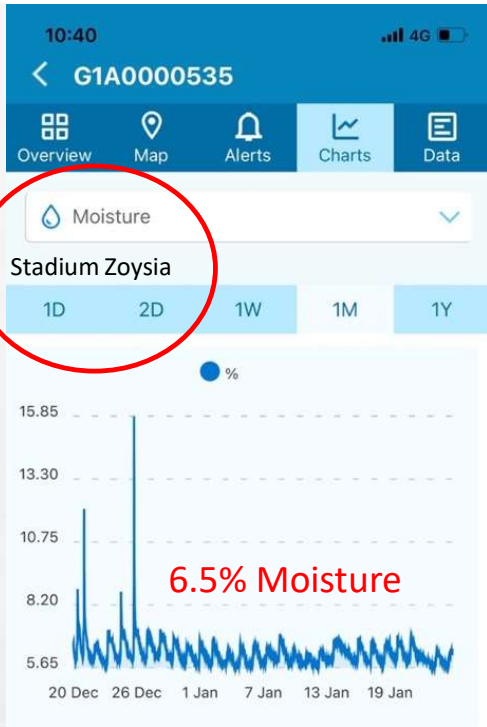 10:40 4G
G1A0000535
Overview Map Alerts Charts Data
Moisture
Stadium Zoysia
1D 2D 1W 1M 1Y
%
15.85
13.30
10.75
6.5% Moisture
8.20
5.65
20 Dec 26 Dec 1 Jan 7 Jan 13 Jan 19 Jan